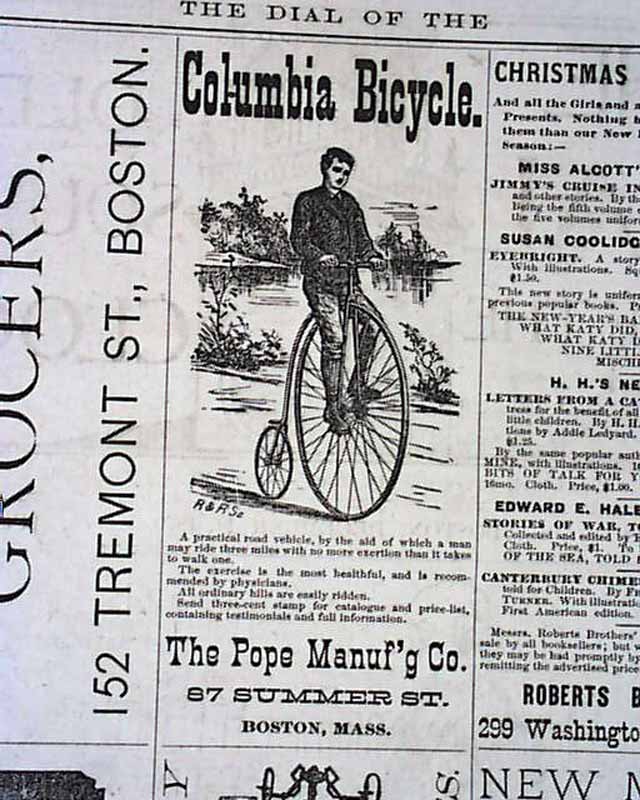 THE DIAL OF THE
GROCERS,
152 TREMONT ST., BOSTON.
Columbia Bicycle.
R&RSc
A practical road vehicle, by the aid of which a man
may ride three miles with no more exertion than it takes
to walk one.
The exercise is the most healthful, and is recom-
mended by physicians.
All ordinary hills are easily ridden.
Send three-cent stamp for catalogue and price-list,
containing testimonials and full information.
The Pope Manuf'g Co.
87 SUMMER ST.
BOSTON, MASS.
CHRISTMAS
And all the Girls and
Presents. Nothing
them than our New
Season:—
MISS ALCOTT'
JIMMY'S CRUISE IN
and other stories. By th
Being the fifth volume
the five volumes unifor
SUSAN COOLIDG
EYEBRIGHT. A story
With illustrations. Sq
$1.50.
This new story is unifor
previous popular books. P
THE NEW-YEAR'S BA
WHAT KATY DID,
WHAT KATY D
NINE LITTL
MISCH
H. H.'S NE
LETTERS FROM A CA
tress for the benefit of all
little children. By H. H.
tions by Addie Ledyard.
$1.25.
By the same popular auth
MINE, with illustrations.
BITS OF TALK FOR Y
16mo. Cloth. Price, $1.00.
EDWARD E. HALE
STORIES OF WAR, T
Collected and edited by E
Cloth. Price, $1. To
OF THE SEA, TOLD
CANTERBURY CHIME
told for Children. By Fr
TURNER. With illustrati
First American edition.
Messrs. Roberts Brothers'
sale by all booksellers; but w
they may be had promptly by
remitting the advertised price
ROBERTS B
299 Washingto
Y
S.
NEW